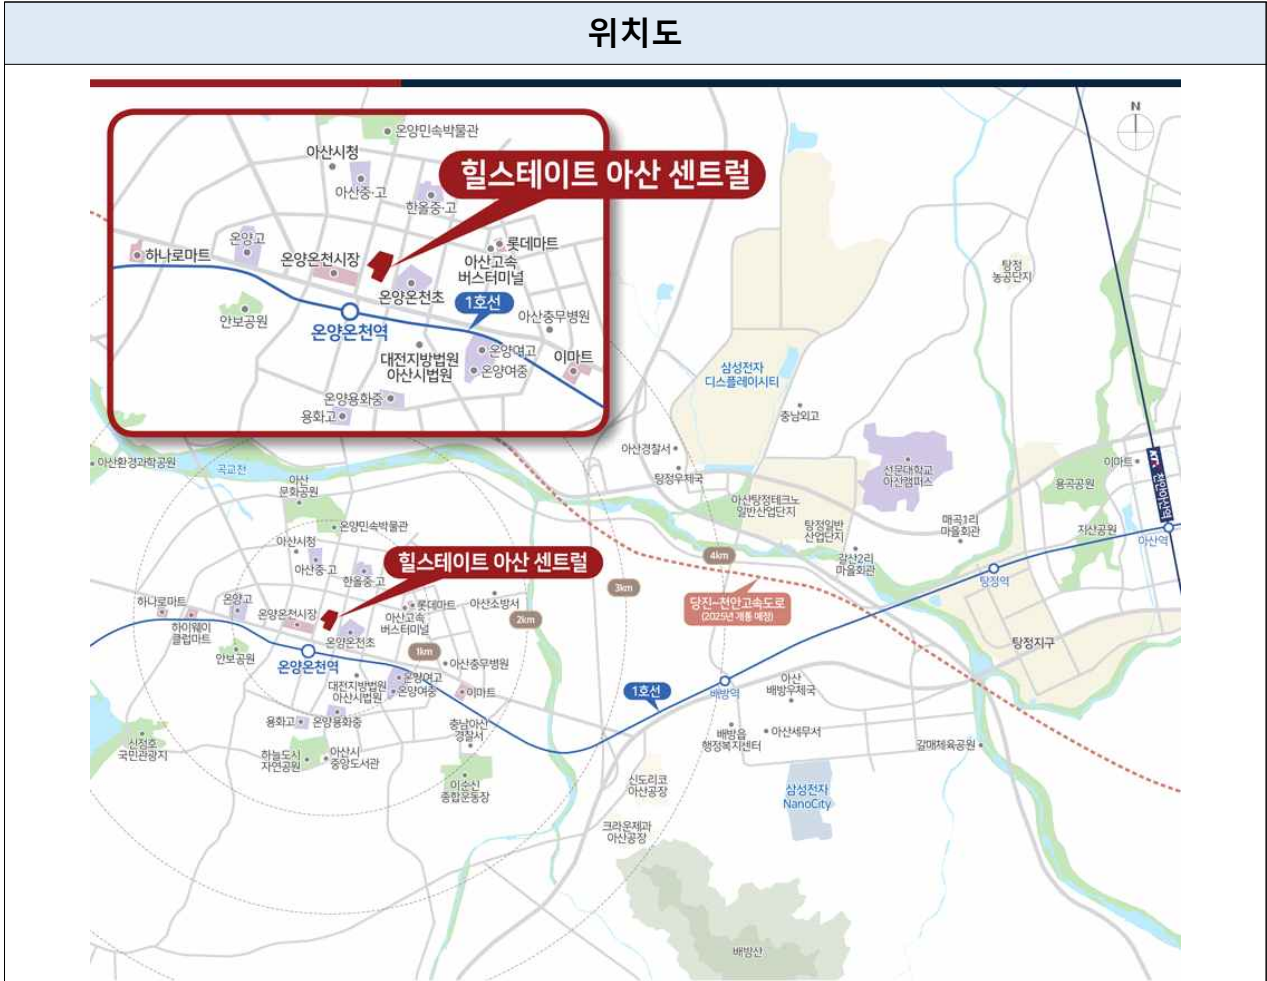 위치도
N
온양민속박물관
아산시청
아산중·고
한올중·고
힐스테이트 아산 센트럴
하나로마트
온양고
온양온천시장
롯데마트
아산고속
버스터미널
온양온천초
1호선
안보공원
온양온천역
아산충무병원
대전지방법원
아산시법원
온양여고
온양여중
이마트
온양용화중
용화고
탕정
농공단지
삼성전자
디스플레이시티
충남외고
아산경찰서
탕정우체국
선문대학교
아산캠퍼스
이마트
용곡공원
천안아산역
지산공원
아산역
아산환경과학공원
곡교천
아산
문화공원
아산탕정테크노
일반산업단지
탕정일반
산업단지
매곡1리
마을회관
갈산2리
마을회관
탕정역
온양민속박물관
아산시청
아산중·고
한올중·고
힐스테이트 아산 센트럴
4km
3km
2km
1km
당진~천안고속도로
(2025년 개통 예정)
하나로마트
하이웨이
클럽마트
온양고
온양온천시장
롯데마트
아산고속
버스터미널
아산소방서
온양온천초
안보공원
온양온천역
아산충무병원
대전지방법원
아산시법원
온양여고
온양여중
이마트
탕정지구
1호선
배방역
아산
배방우체국
배방읍
행정복지센터
아산세무서
갈매체육공원
용화고
온양용화중
충남아산
경찰서
신정호
국민관광지
하늘도시
자연공원
아산시
중앙도서관
이순신
종합운동장
신도리코
아산공장
삼성전자
NanoCity
크라운제과
아산공장
배방산